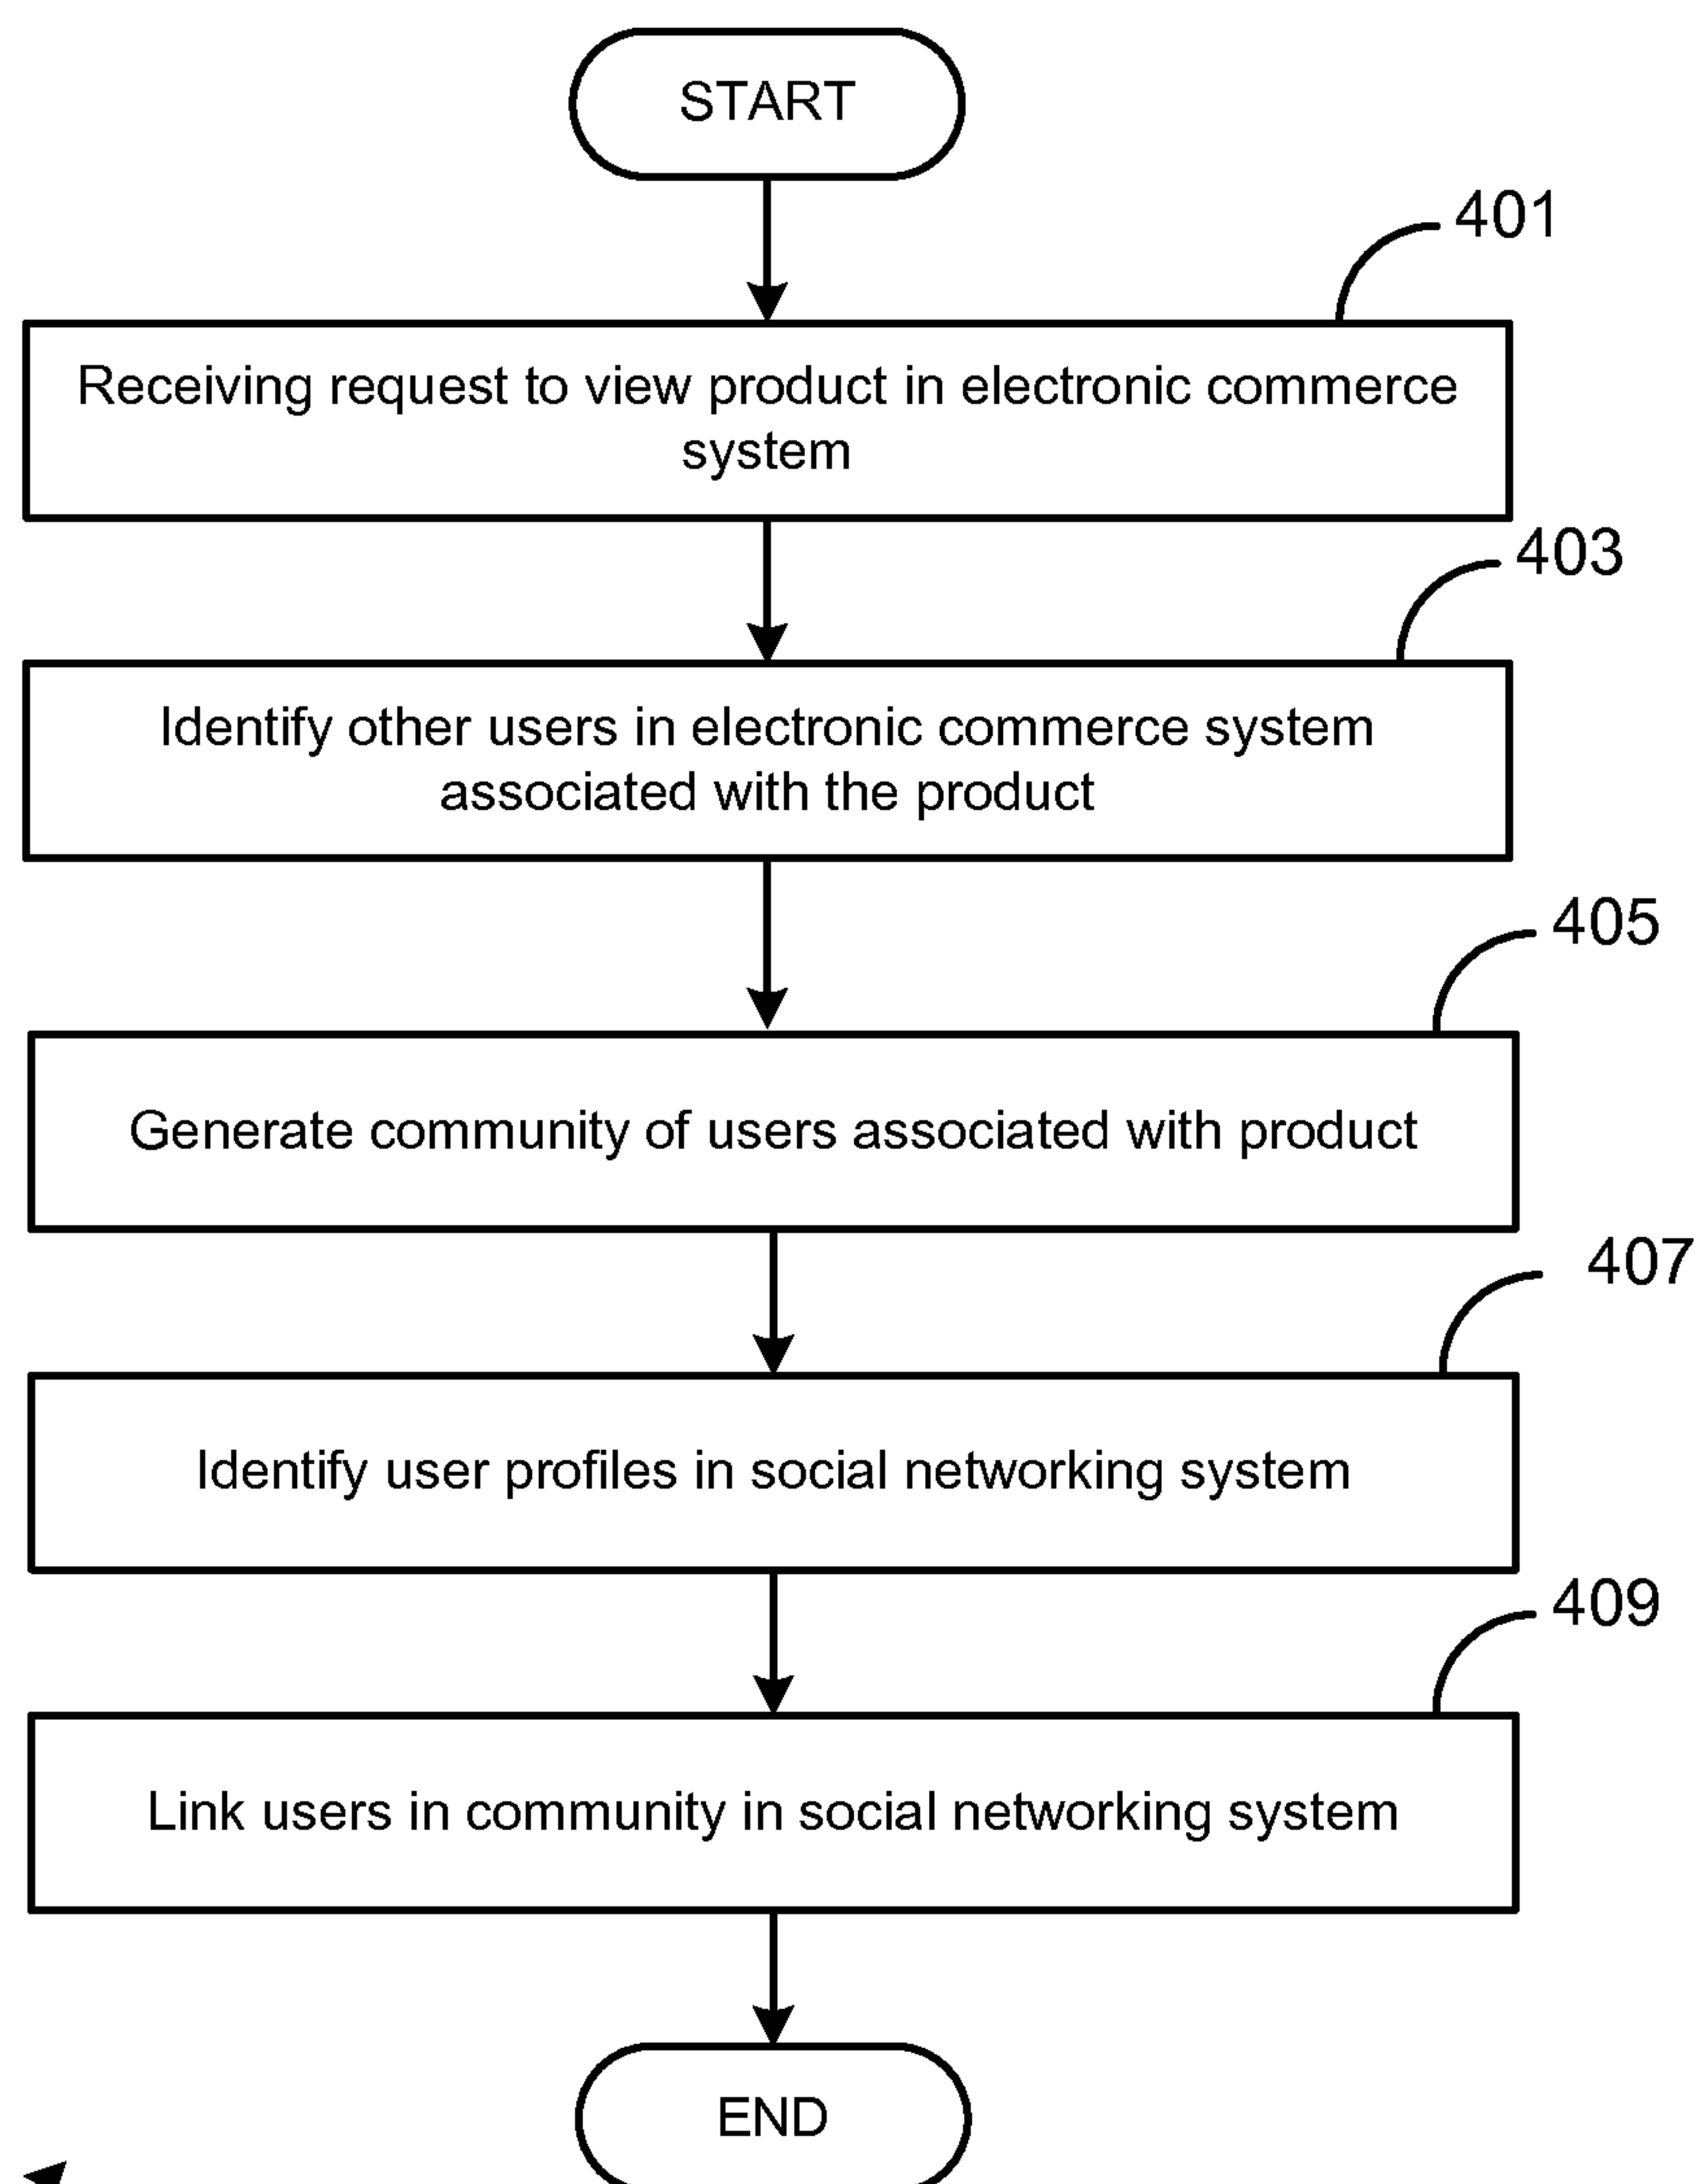 START
401
Receiving request to view product in electronic commerce
system
403
Identify other users in electronic commerce system
associated with the product
405
Generate community of users associated with product
407
Identify user profiles in social networking system
409
Link users in community in social networking system
END